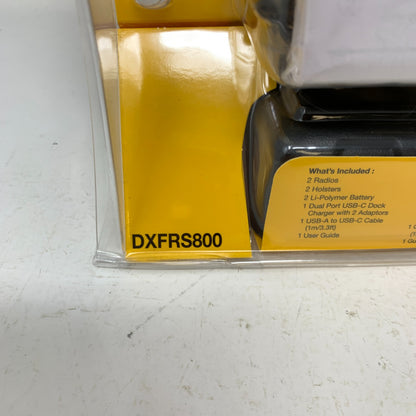 What's Included :
2 Radios
2 Holsters
2 Li-Polymer Battery
1 Dual Port USB-C Dock
Charger with 2 Adaptors
1 USB-A to USB-C Cable
(1m/3.3ft)
1 User Guide
DXFRS800